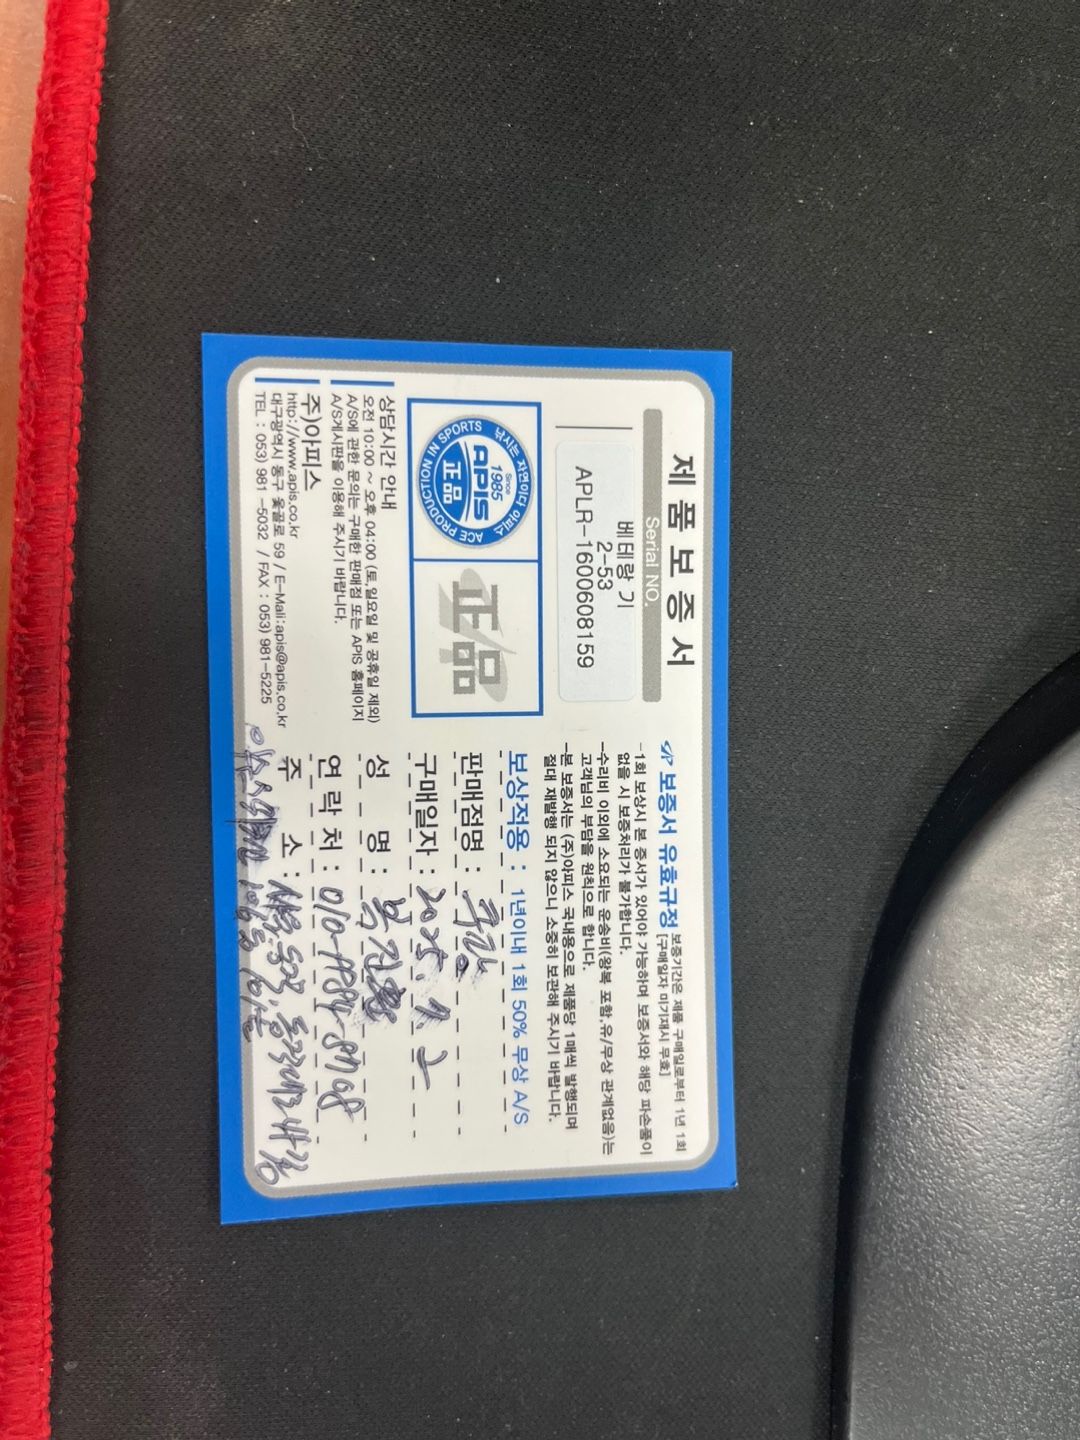 제품보증서
Serial NO.
베테랑 기
2-53
APLR-1600608159
낚시는 자연이다 아피스
Since
1985
APIS
正品
ACE PRODUCTION IN SPORTS
正品
상담시간 안내
오전 10:00 ~ 오후 04:00 (토,일요일 및 공휴일 제외)
A/S에 관한 문의는 구매한 판매점 또는 APIS 홈페이지
A/S게시판을 이용해 주시기 바랍니다.
주)아피스
http://www.apis.co.kr
대구광역시 동구 옻골로 59 / E-Mali:apis@apis.co.kr
TEL : 053) 981-5032 / FAX : 053) 981-5225
보증서 유효규정 보증기간은 제품 구매일로부터 1년 1회
[구매일자 미기재시 무효]
-1회 보상시 본 증서가 있어야 가능하며 보증서와 해당 파손품이
없을 시 보증처리가 불가합니다.
-수리비 이외에 소요되는 운송비(왕복 포함,유/무상 관계없음)는
고객님의 부담을 원칙으로 합니다.
-본 보증서는 (주)아피스 국내용으로 제품당 1매씩 발행되며
절대 재발행 되지 않으니 소중히 보관해 주시기 바랍니다.
보상적용 : 1년이내 1회 50% 무상 A/S
판매점명 :
구매일자 : 2025.
성 명 :
연 락 처 : 010-
주 소 :